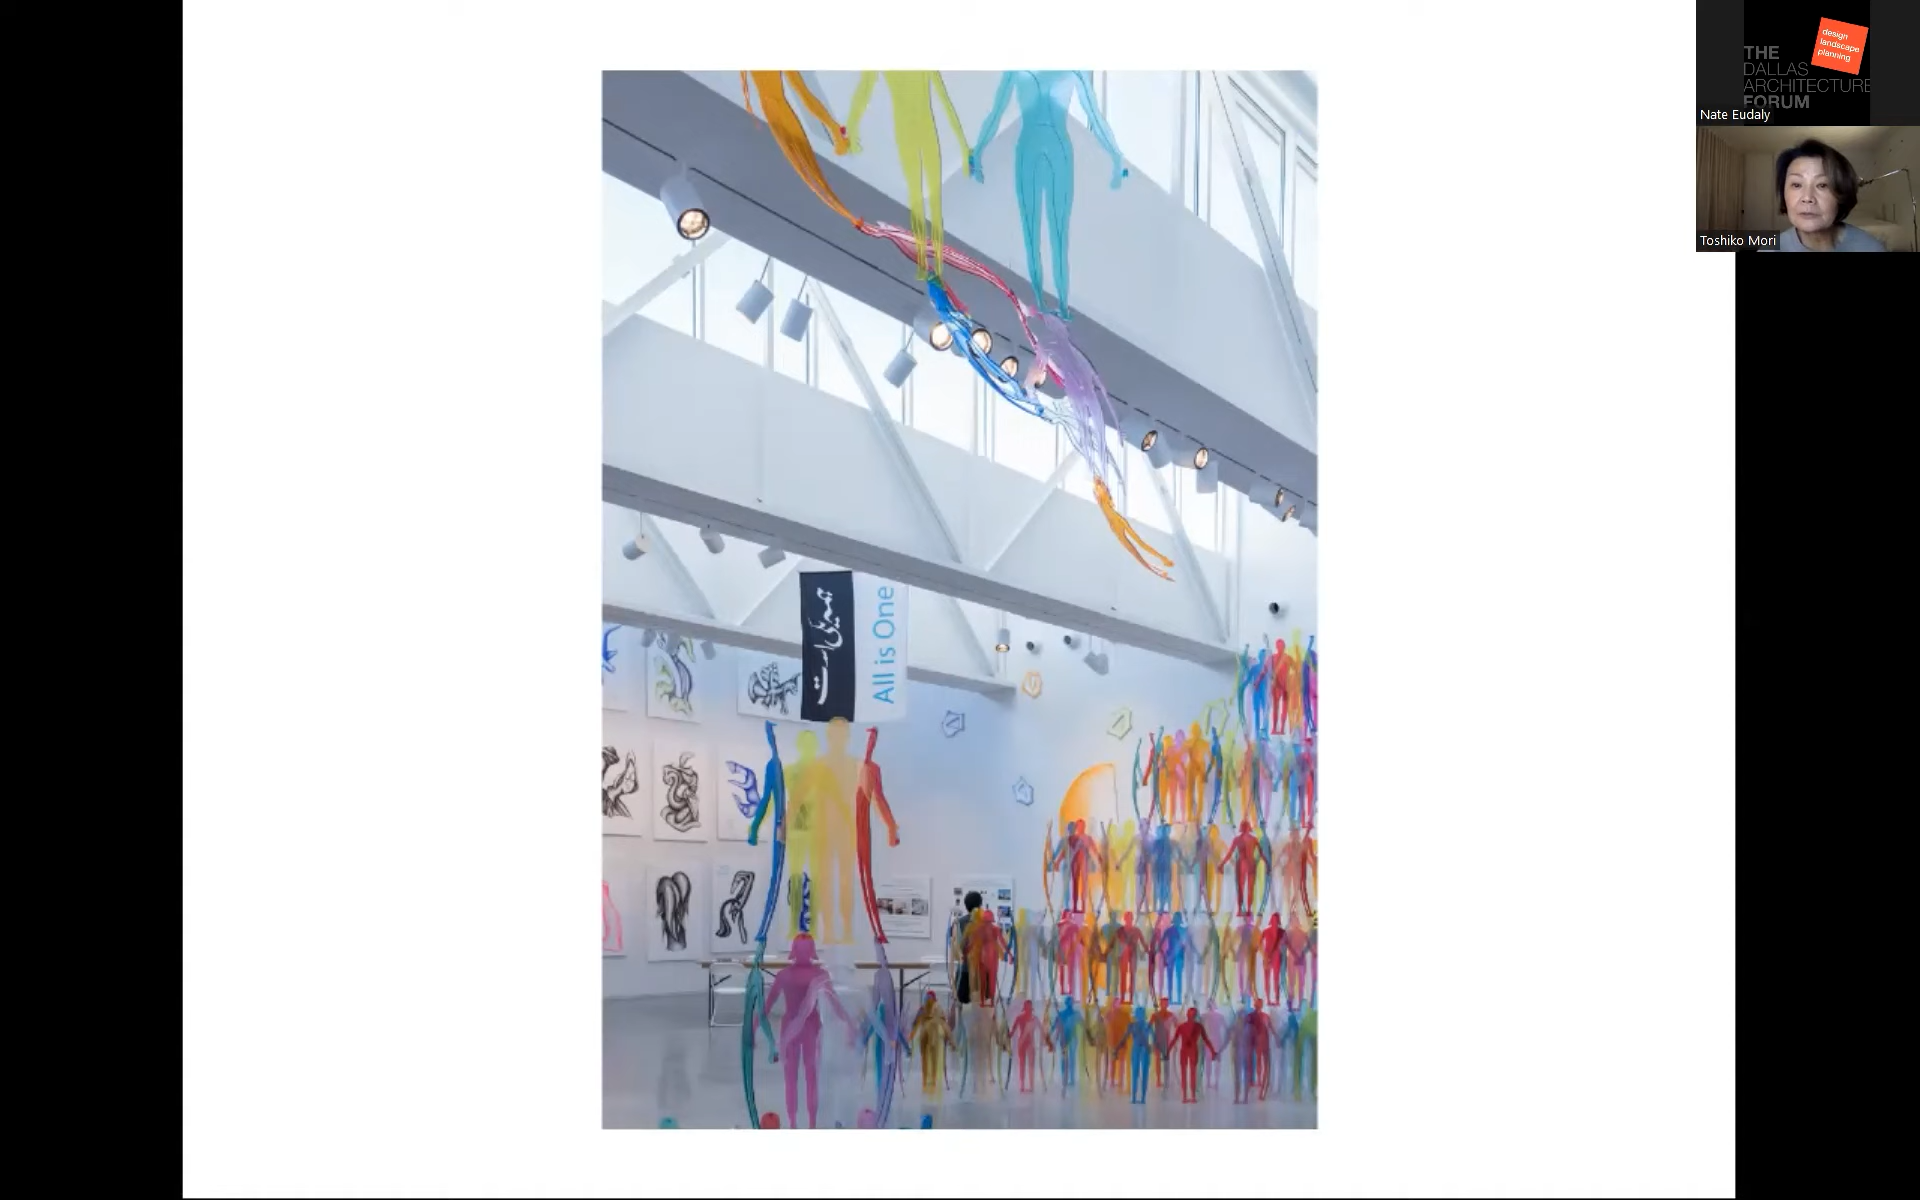 THE
DALLAS
ARCHITECTURE
FORUM
design
landscape
planning
Nate Eudaly
Toshiko Mori
All is One